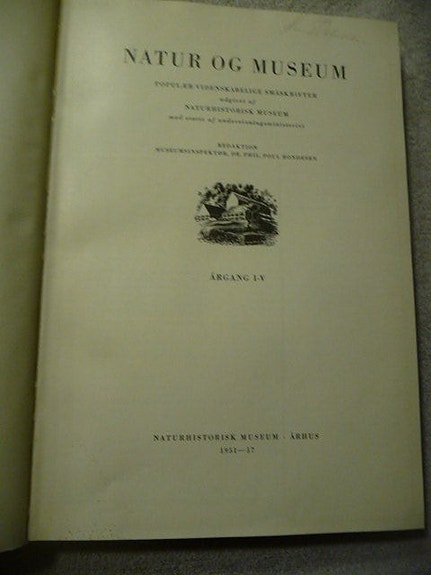 NATUR OG MUSEUM
POPULÆR VIDENSKABELIGE SMÅSKRIFTER
udgivet af
NATURHISTORISK MUSEUM
med støtte af undervisningsministeriet
REDAKTION
MUSEUMSINSPEKTØR, DR. PHIL. POUL BONDESEN
ÅRGANG I-V
NATURHISTORISK MUSEUM · ÅRHUS
1951—57